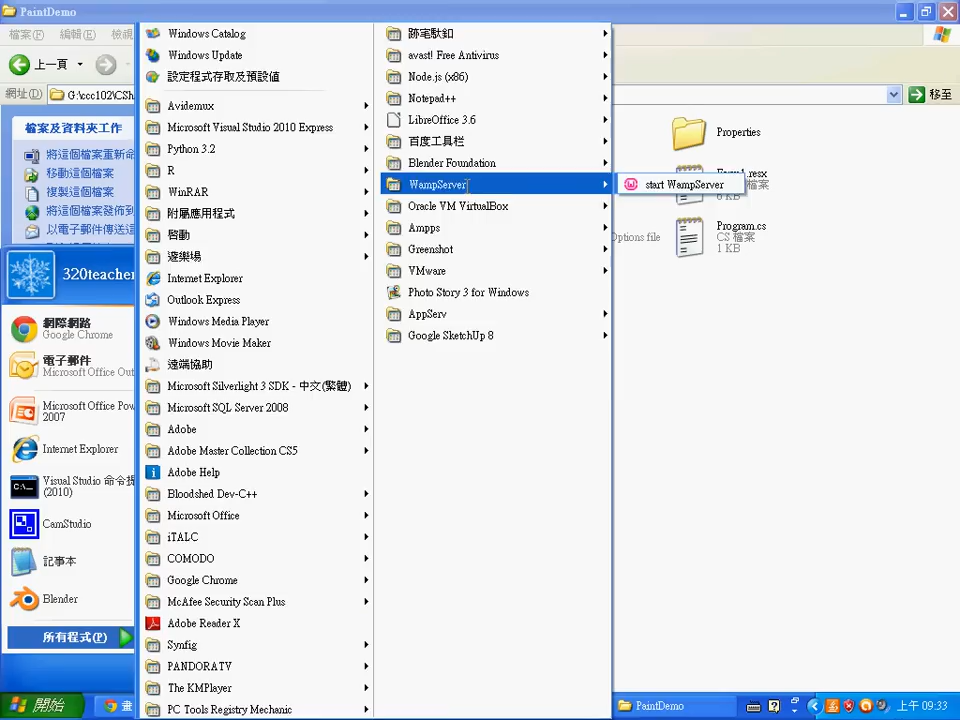 PaintDemo
檔案(F)
編輯(E)
檢視
上一頁
網址(D)
G:\ccc102\CSh
移至
檔案及資料夾工作
將這個檔案重新命
移動這個檔案
複製這個檔案
將這個檔案發佈到
以電子郵件傳送這
320teacher
網際網路
Google Chrome
電子郵件
Microsoft Office Out
Microsoft Office Pow
2007
Internet Explorer
Visual Studio 命令提
(2010)
CamStudio
記事本
Blender
所有程式(P)
Windows Catalog
Windows Update
設定程式存取及預設值
Avidemux
Microsoft Visual Studio 2010 Express
Python 3.2
R
WinRAR
附屬應用程式
啟動
遊樂場
Internet Explorer
Outlook Express
Windows Media Player
Windows Movie Maker
遠端協助
Microsoft Silverlight 3 SDK - 中文(繁體)
Microsoft SQL Server 2008
Adobe
Adobe Master Collection CS5
Adobe Help
Bloodshed Dev-C++
Microsoft Office
iTALC
COMODO
Google Chrome
McAfee Security Scan Plus
Adobe Reader X
Synfig
PANDORATV
The KMPlayer
PC Tools Registry Mechanic
avast! Free Antivirus
Node.js (x86)
Notepad++
LibreOffice 3.6
百度工具栏
Blender Foundation
WampServer
Oracle VM VirtualBox
Ampps
Greenshot
VMware
Photo Story 3 for Windows
AppServ
Google SketchUp 8
start WampServer
Properties
.resx
檔案
6 KB
Options file
Program.cs
CS 檔案
1 KB
開始
畫
PaintDemo
上午 09:33